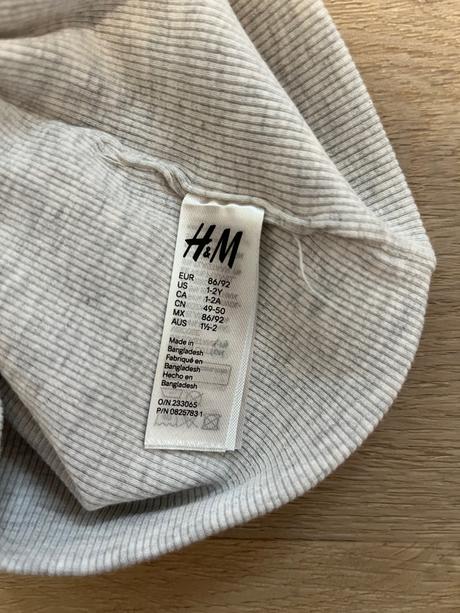 H&M
EUR 86/92
US 1-2Y
CA 1-2A
CN 49-50
MX 86/92
AUS 1½-2
Made in
Bangladesh
Fabriqué en
Bangladesh
Hecho en
Bangladesh
O/N 233065
P/N 08257831